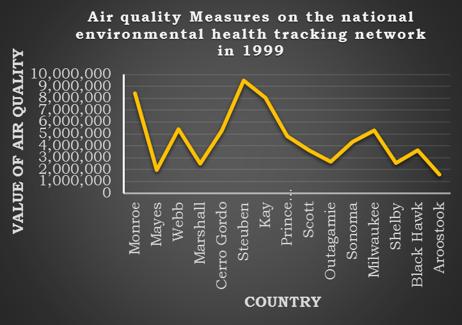 Air quality Measures on the national
environmental health tracking network
in 1999
VALUE OF AIR QUALITY
10,000,000
9,000,000
8,000,000
7,000,000
6,000,000
5,000,000
4,000,000
3,000,000
2,000,000
1,000,000
0
Monroe
Mayes
Webb
Marshall
Cerro Gordo
Steuben
Kay
Prince...
Scott
Outagamie
Sonoma
Milwaukee
Shelby
Black Hawk
Aroostook
COUNTRY